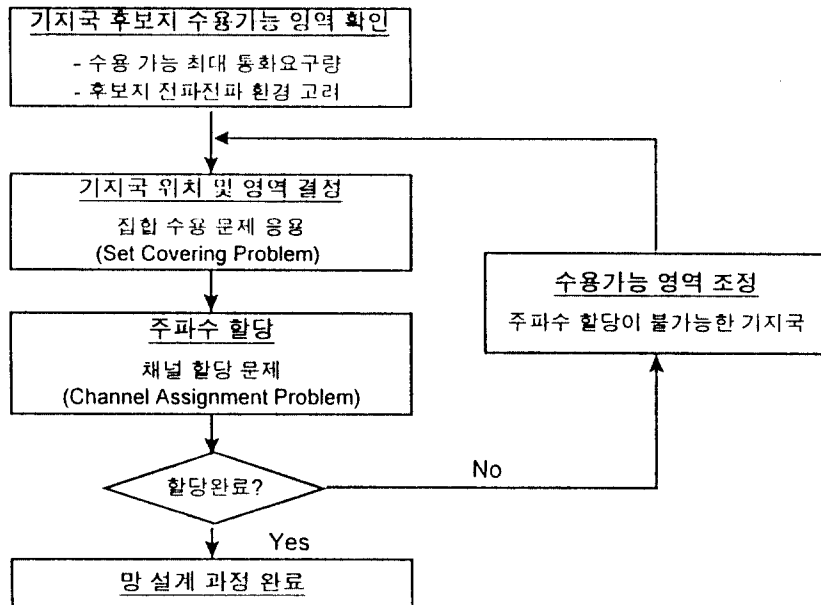 기지국 후보지 수용가능 영역 확인
- 수용 가능 최대 통화요구량
- 후보지 전파전파 환경 고려
기지국 위치 및 영역 결정
집합 수용 문제 응용
(Set Covering Problem)
수용가능 영역 조정
주파수 할당이 불가능한 기지국
주파수 할당
채널 할당 문제
(Channel Assignment Problem)
할당완료?
No
Yes
망 설계 과정 완료